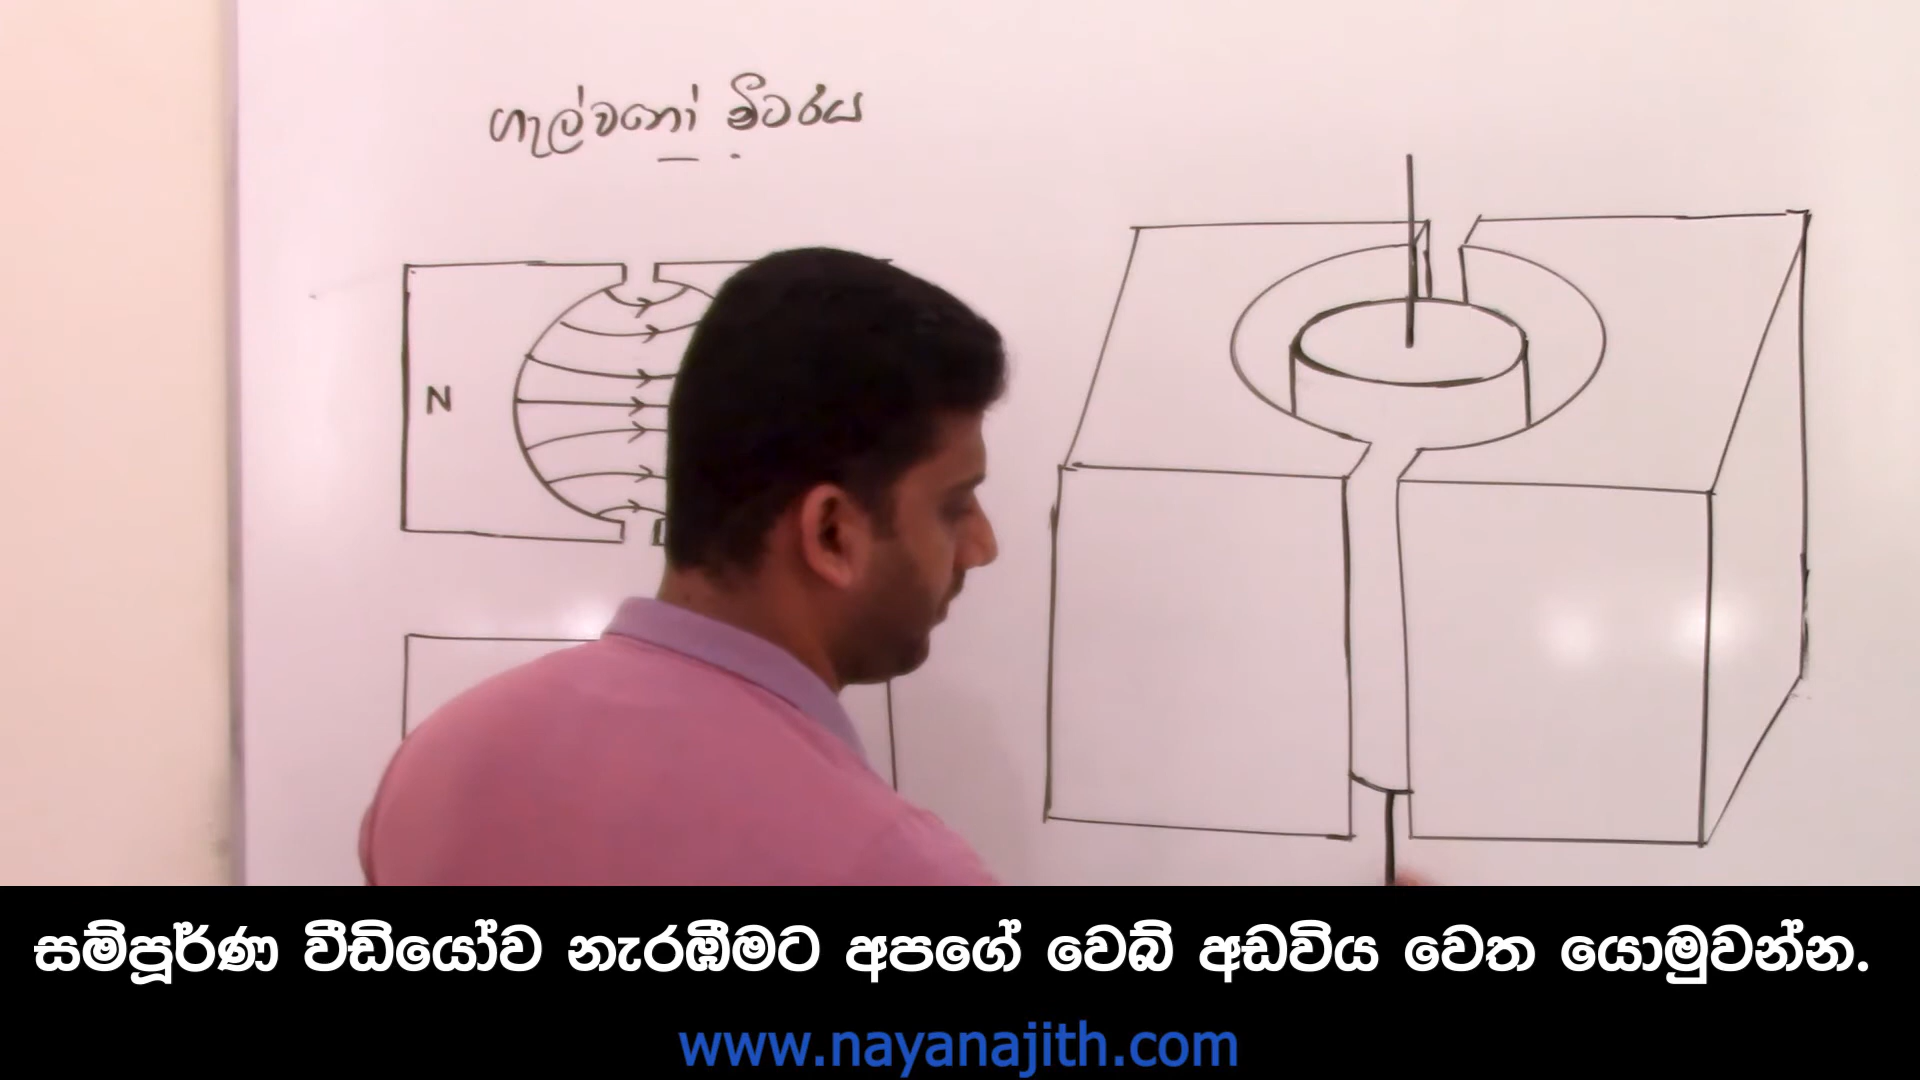 ගැල්වනෝ මීටරය
N
සම්පූර්ණ වීඩියෝව නැරඹීමට අපගේ වෙබ් අඩවිය වෙත යොමුවන්න.
www.nayanajith.com